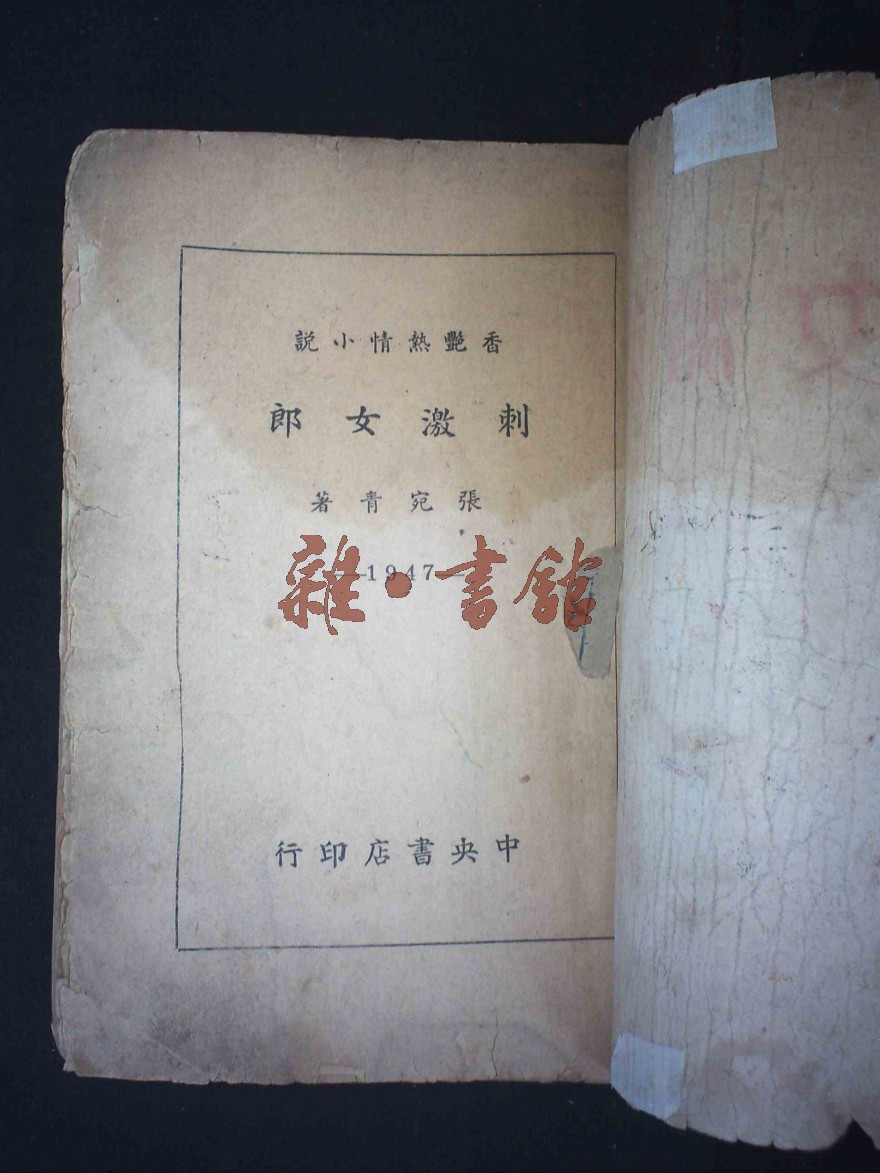 香艷熱情小説
刺激女郎
張宛青著
—1947—
雜·書館
中央書店印行